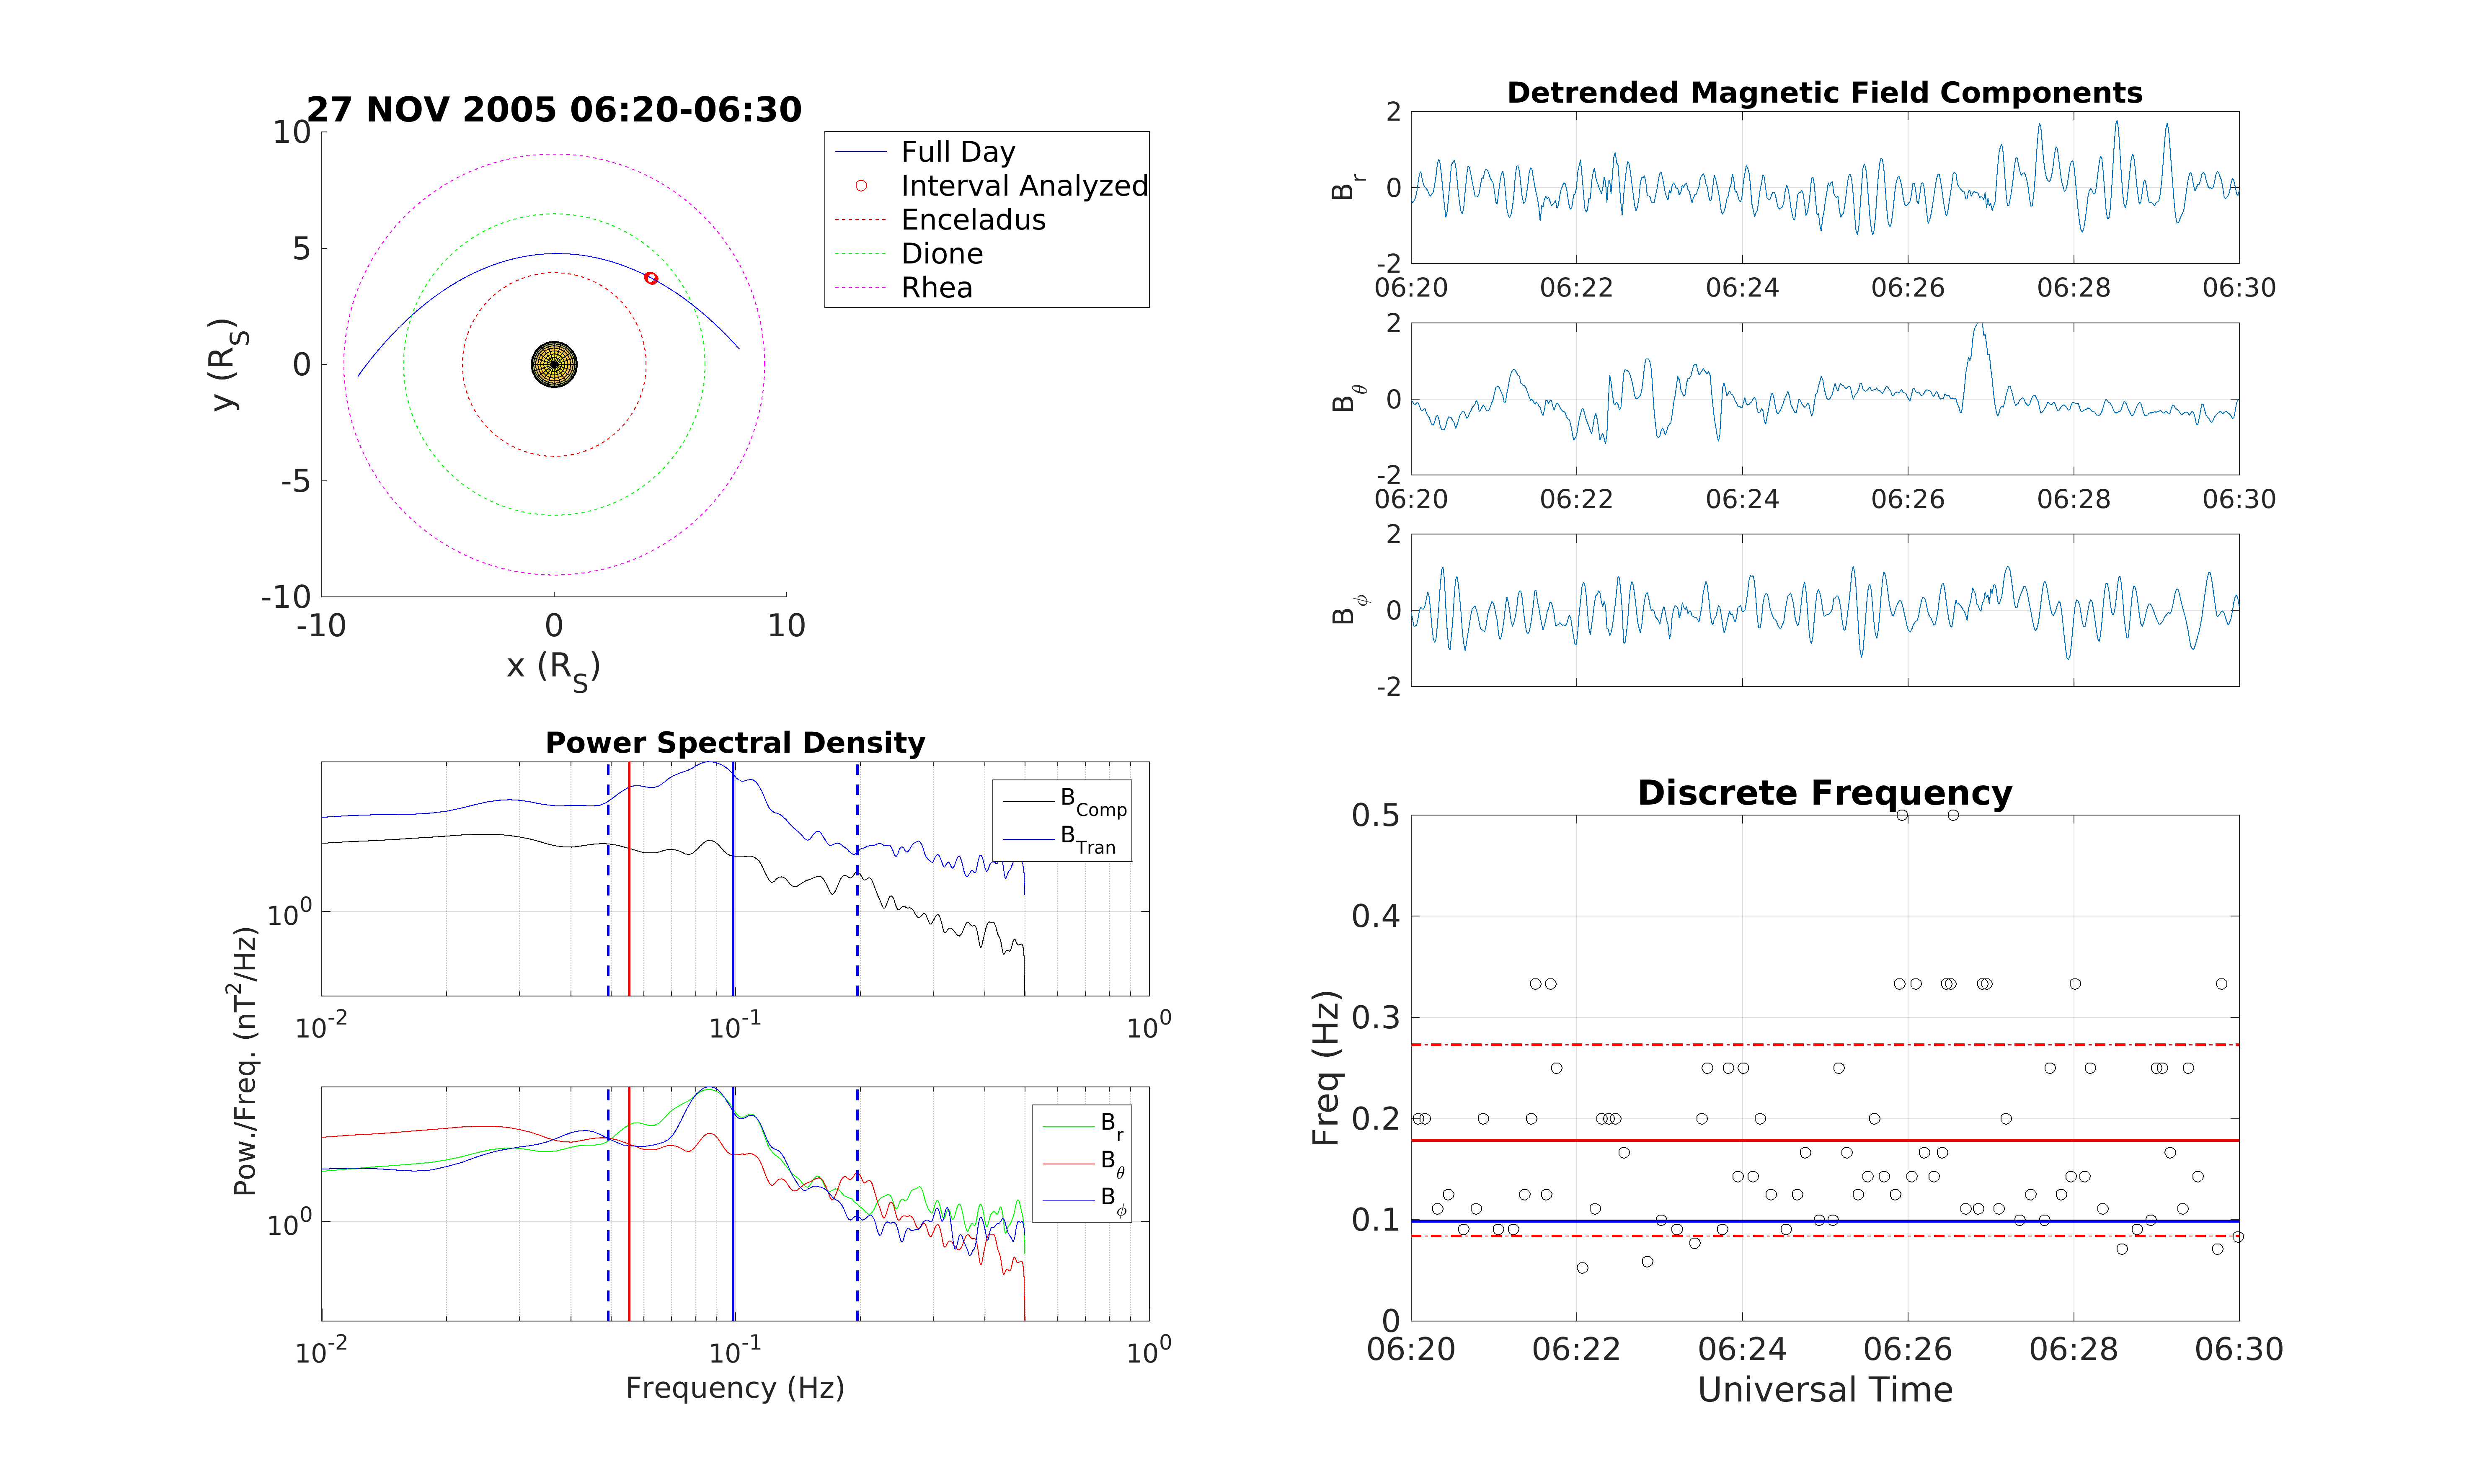 27 NOV 2005 06:20-06:30
10
5
0
-5
-10
-10 0 10
y (R_S)
x (R_S)
Full Day
Interval Analyzed
Enceladus
Dione
Rhea
Detrended Magnetic Field Components
2
0
-2
B_r
06:20 06:22 06:24 06:26 06:28 06:30
2
0
-2
B_θ
06:20 06:22 06:24 06:26 06:28 06:30
2
0
-2
B_ϕ
Power Spectral Density
10^0
10^-2 10^-1 10^0
B_Comp
B_Tran
Pow./Freq. (nT^2/Hz)
10^0
10^-2 10^-1 10^0
B_r
B_θ
B_ϕ
Frequency (Hz)
Discrete Frequency
0.5
0.4
0.3
0.2
0.1
0
Freq (Hz)
06:20 06:22 06:24 06:26 06:28 06:30
Universal Time